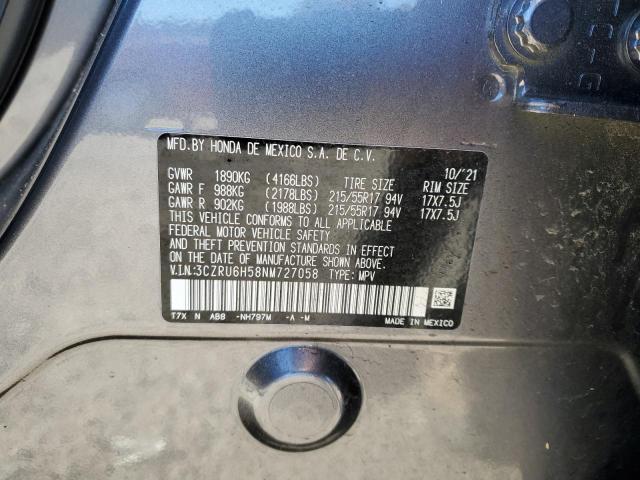 MFD.BY HONDA DE MEXICO S.A. DE C.V.
10/'21
GVWR 1890KG (4166LBS) TIRE SIZE RIM SIZE
GAWR F 988KG (2178LBS) 215/55R17 94V 17X7.5J
GAWR R 902KG (1988LBS) 215/55R17 94V 17X7.5J
THIS VEHICLE CONFORMS TO ALL APPLICABLE
FEDERAL MOTOR VEHICLE SAFETY
AND THEFT PREVENTION STANDARDS IN EFFECT
ON THE DATE OF MANUFACTURE SHOWN ABOVE.
V.I.N:3CZRU6H58NM727058 TYPE: MPV
T7X N ABB -NH797M -A -M MADE IN MEXICO